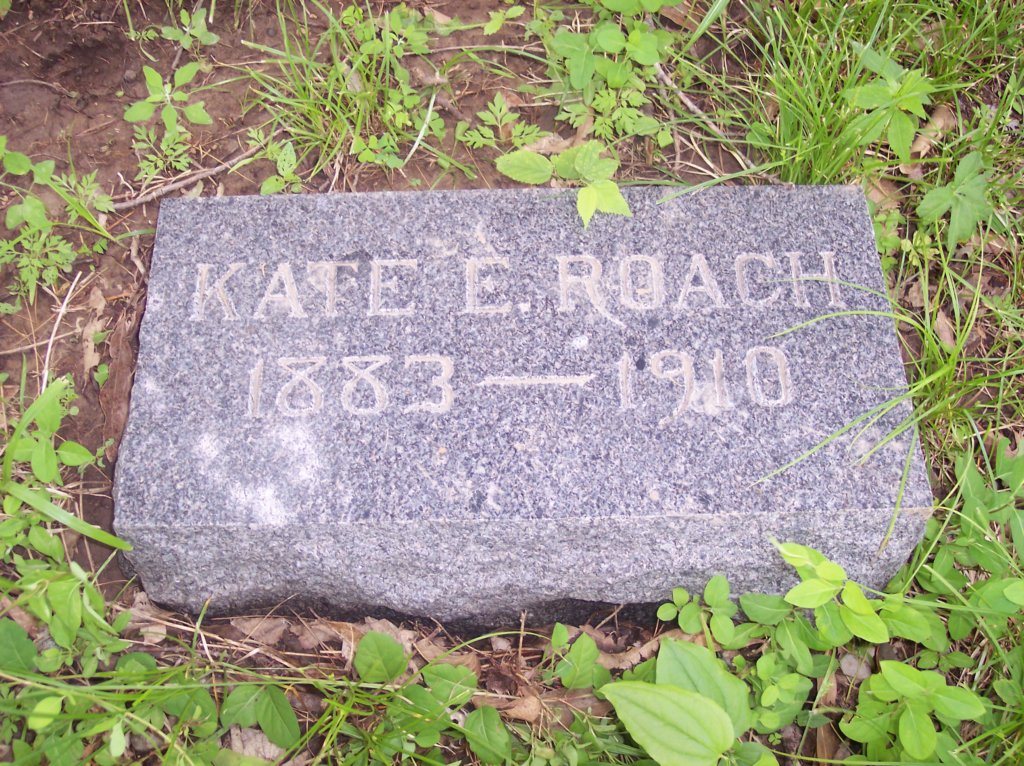 KATE E. ROACH
1883 — 1910